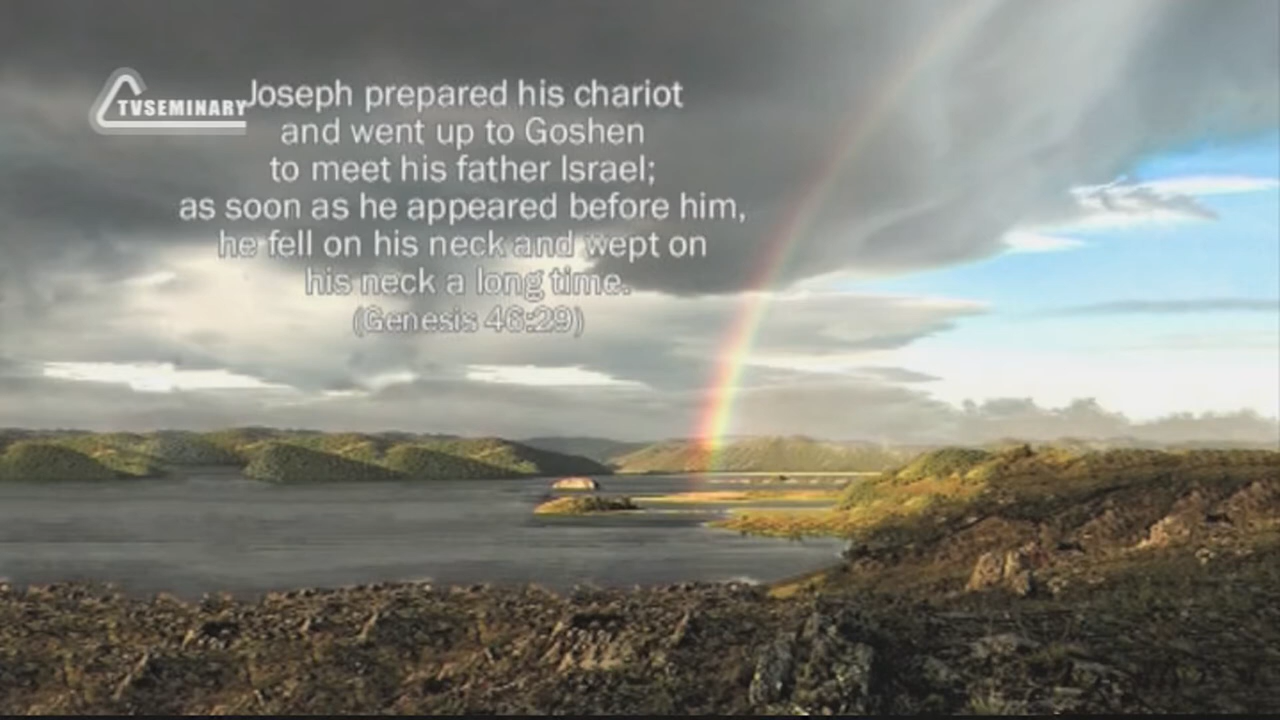 TVSEMINARY
Joseph prepared his chariot
and went up to Goshen
to meet his father Israel;
as soon as he appeared before him,
he fell on his neck and wept on
his neck a long time.
(Genesis 46:29)